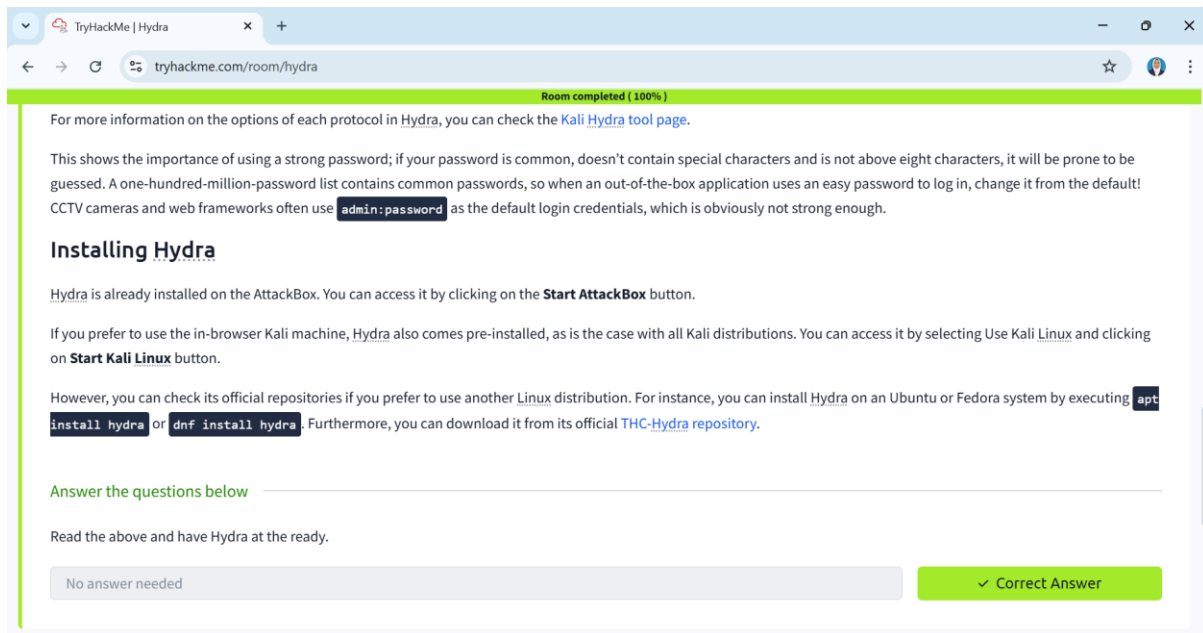 TryHackMe | Hydra
tryhackme.com/room/hydra
Room completed ( 100% )
For more information on the options of each protocol in Hydra, you can check the Kali Hydra tool page.
This shows the importance of using a strong password; if your password is common, doesn't contain special characters and is not above eight characters, it will be prone to be
guessed. A one-hundred-million-password list contains common passwords, so when an out-of-the-box application uses an easy password to log in, change it from the default!
CCTV cameras and web frameworks often use admin:password as the default login credentials, which is obviously not strong enough.
Installing Hydra
Hydra is already installed on the AttackBox. You can access it by clicking on the Start AttackBox button.
If you prefer to use the in-browser Kali machine, Hydra also comes pre-installed, as is the case with all Kali distributions. You can access it by selecting Use Kali Linux and clicking
on Start Kali Linux button.
However, you can check its official repositories if you prefer to use another Linux distribution. For instance, you can install Hydra on an Ubuntu or Fedora system by executing apt
install hydra or dnf install hydra. Furthermore, you can download it from its official THC-Hydra repository.
Answer the questions below
Read the above and have Hydra at the ready.
No answer needed
✓ Correct Answer